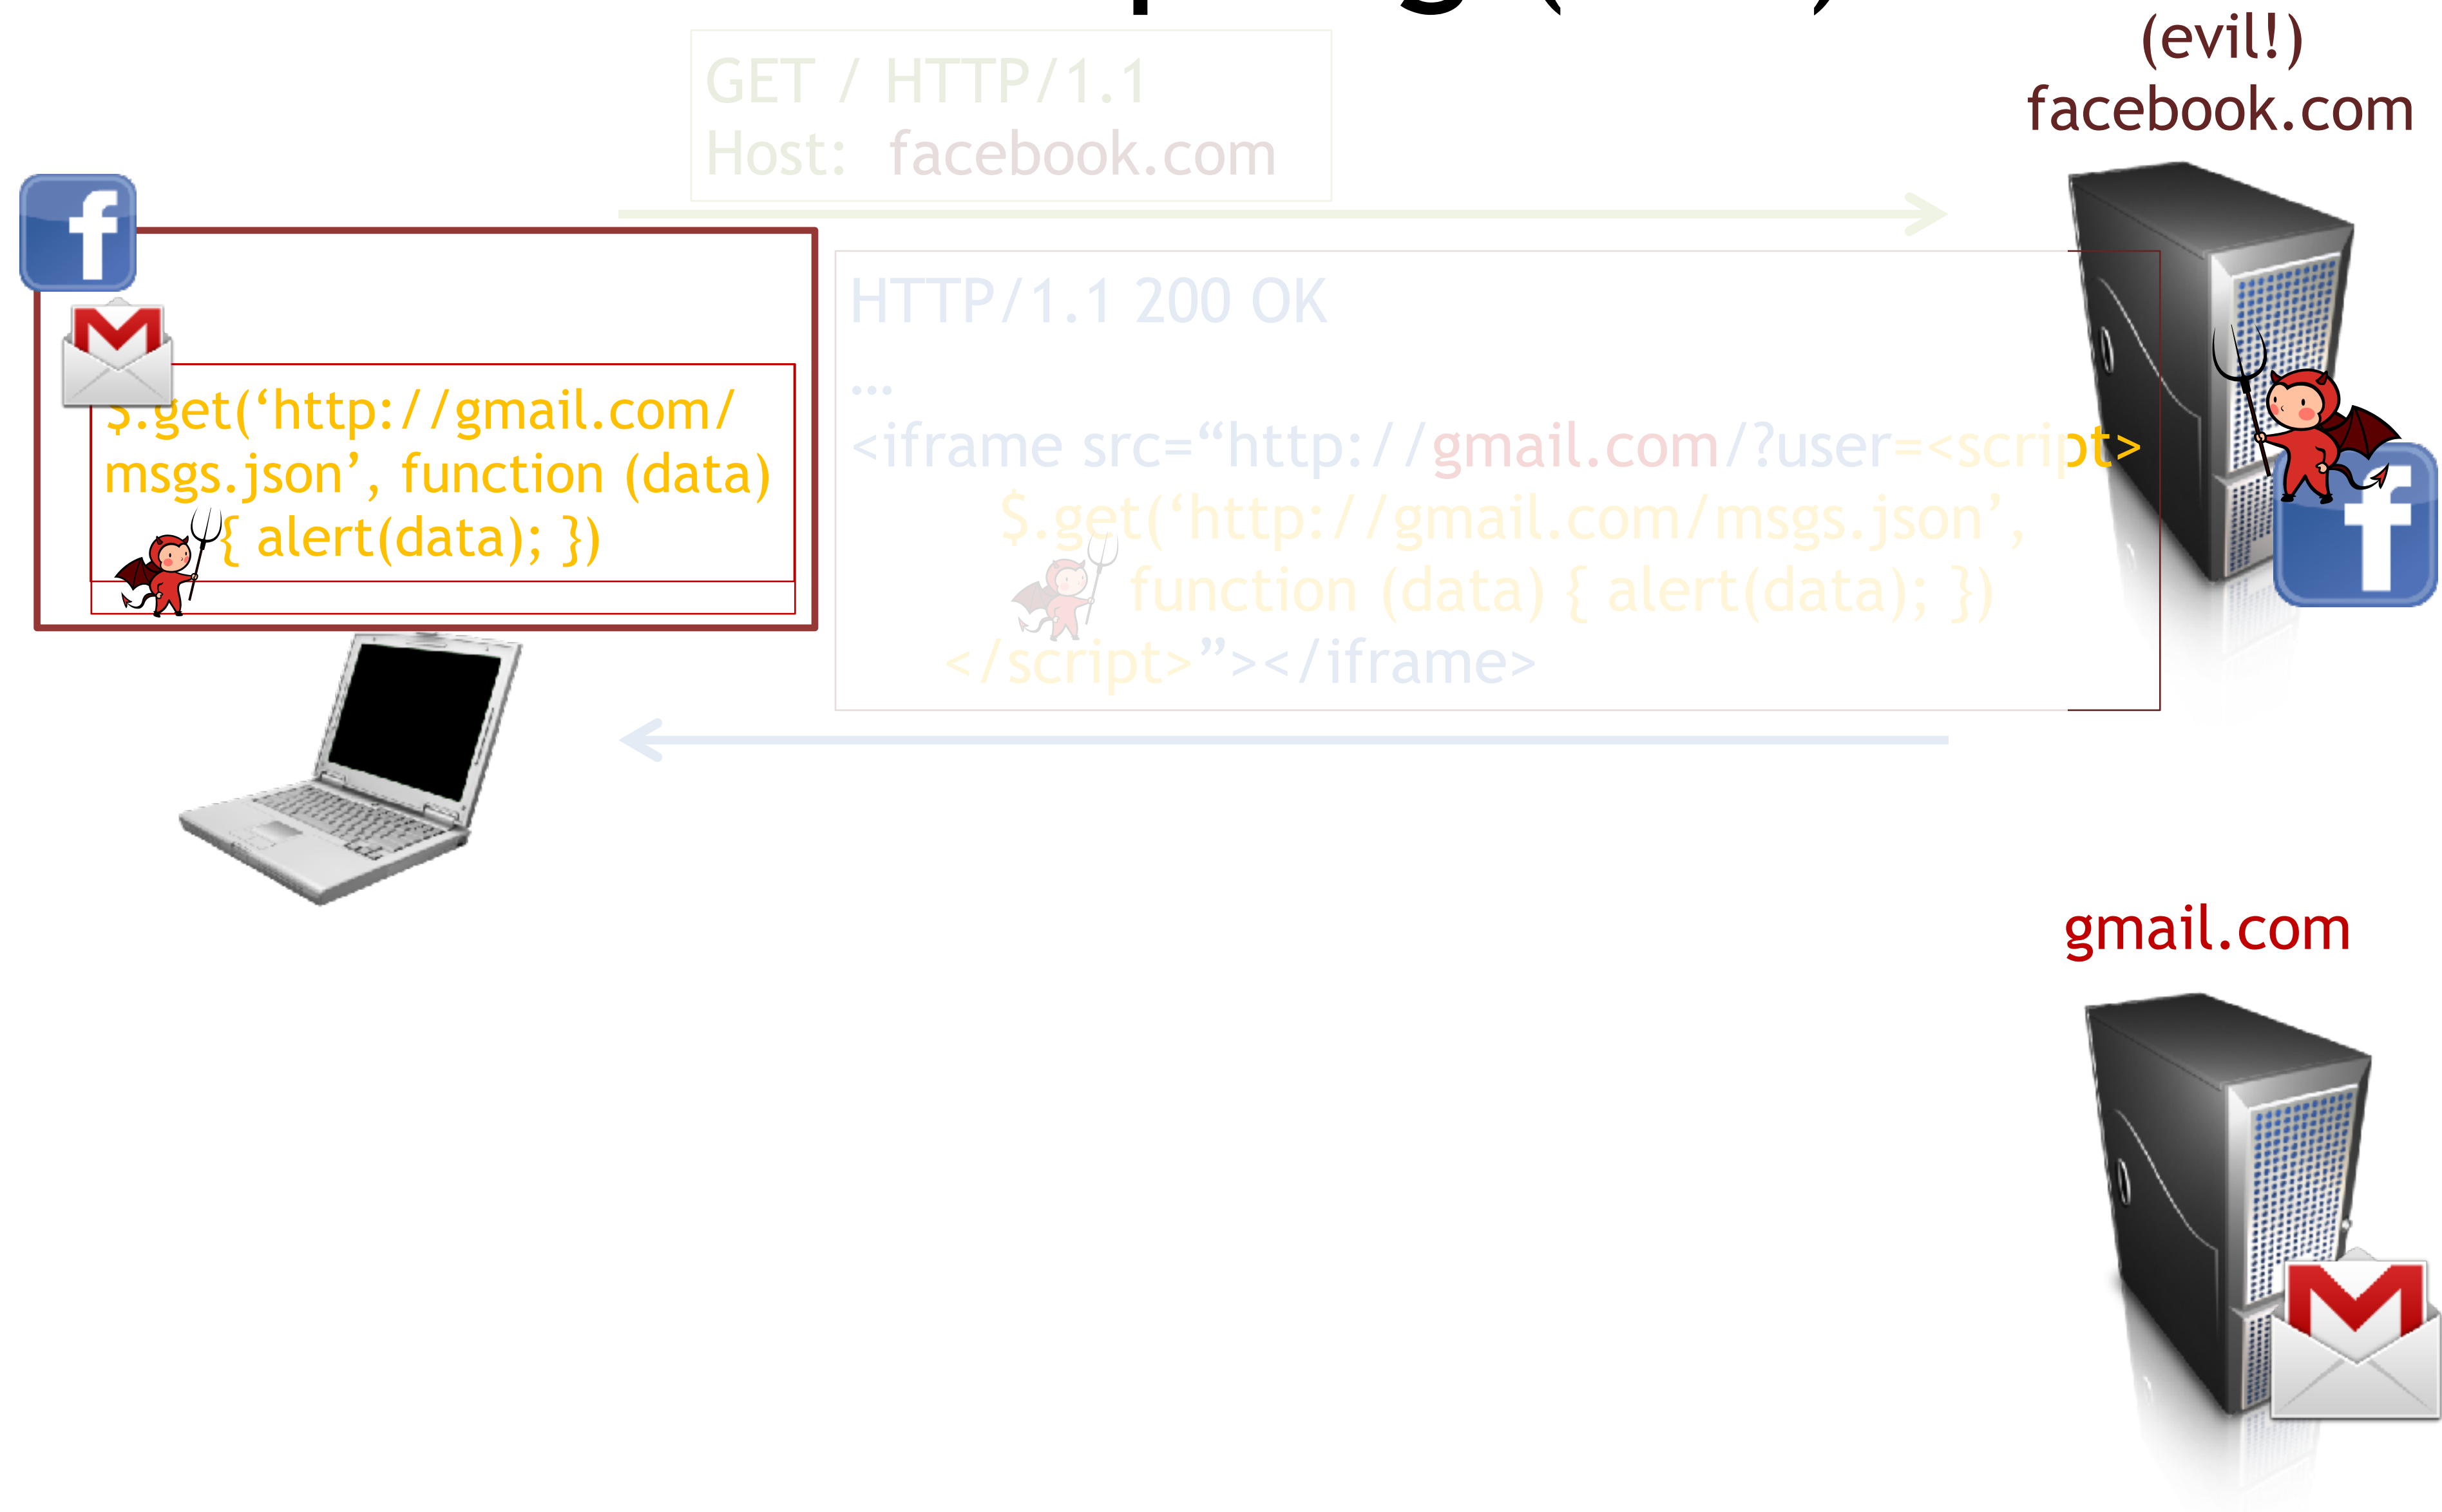 (evil!)
facebook.com
GET / HTTP/1.1
Host: facebook.com
HTTP/1.1 200 OK
...
<iframe src=“http://gmail.com/?user=<script>
$.get(‘http://gmail.com/msgs.json’,
function (data) { alert(data); })
</script>”></iframe>
$.get(‘http://gmail.com/
msgs.json’, function (data)
{ alert(data); })
gmail.com